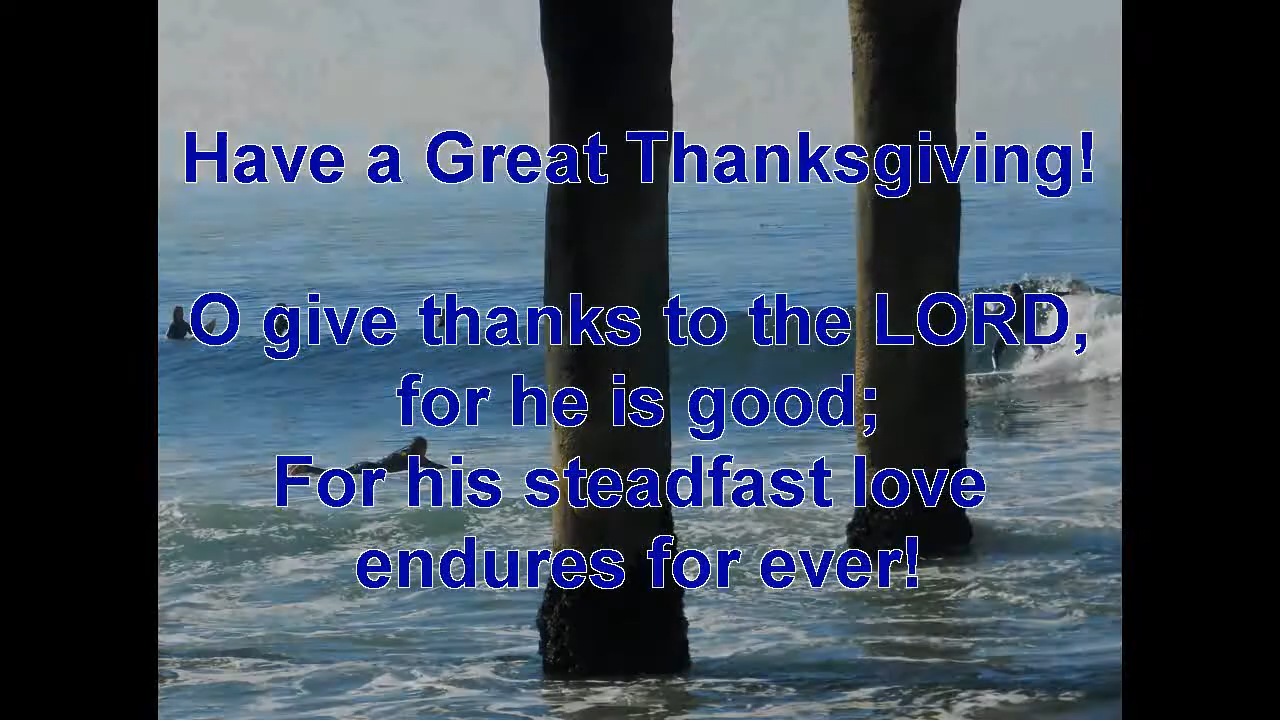 Have a Great Thanksgiving!
O give thanks to the LORD,
for he is good;
For his steadfast love
endures for ever!